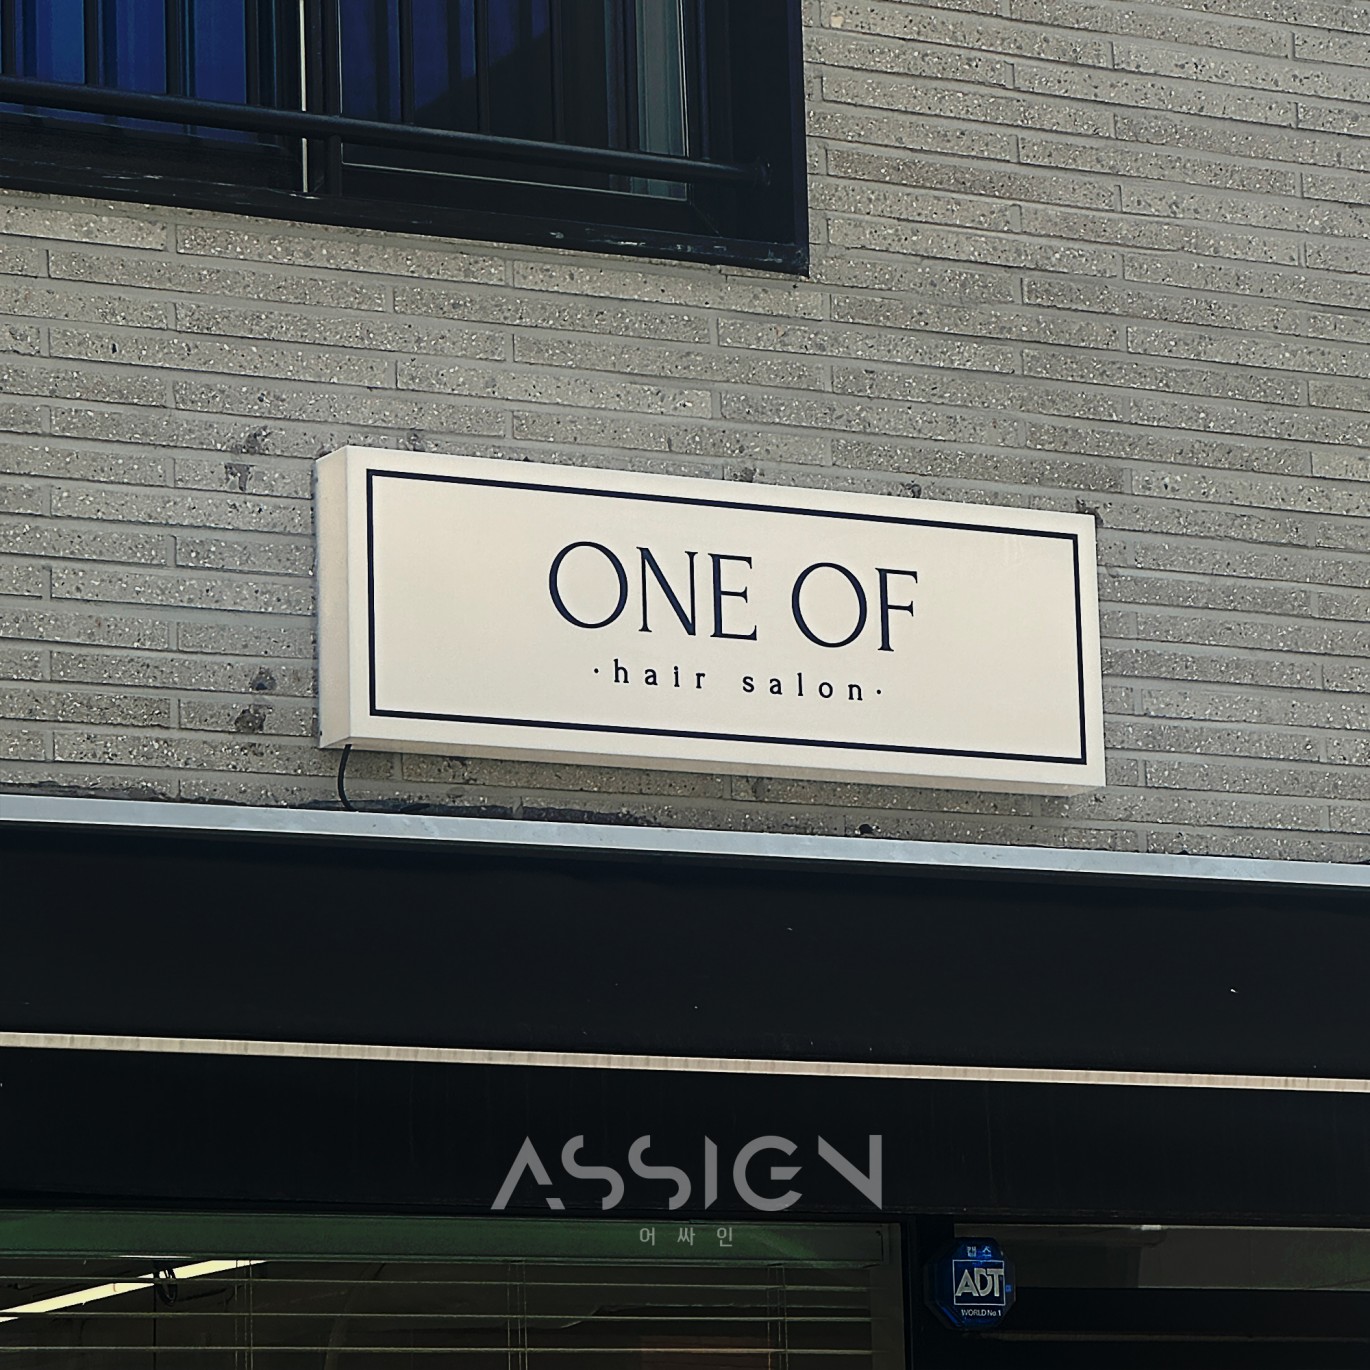 ONE OF
·hair salon·
ASSIGN
어싸인
캡스
ADT
WORLD No 1